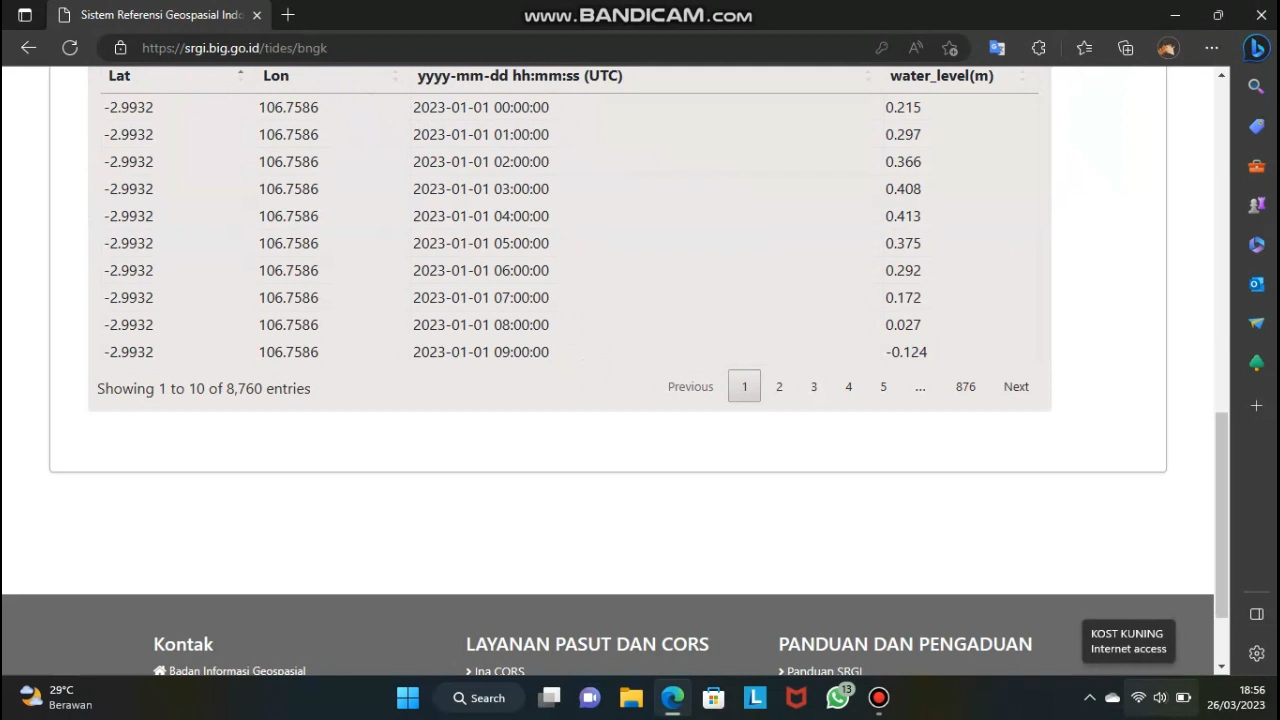 www.BANDICAM.com
Sistem Referensi Geospasial Indo
https://srgi.big.go.id/tides/bngk
Lat Lon yyyy-mm-dd hh:mm:ss (UTC) water_level(m)
-2.9932 106.7586 2023-01-01 00:00:00 0.215
-2.9932 106.7586 2023-01-01 01:00:00 0.297
-2.9932 106.7586 2023-01-01 02:00:00 0.366
-2.9932 106.7586 2023-01-01 03:00:00 0.408
-2.9932 106.7586 2023-01-01 04:00:00 0.413
-2.9932 106.7586 2023-01-01 05:00:00 0.375
-2.9932 106.7586 2023-01-01 06:00:00 0.292
-2.9932 106.7586 2023-01-01 07:00:00 0.172
-2.9932 106.7586 2023-01-01 08:00:00 0.027
-2.9932 106.7586 2023-01-01 09:00:00 -0.124
Showing 1 to 10 of 8,760 entries Previous 1 2 3 4 5 ... 876 Next
Kontak LAYANAN PASUT DAN CORS PANDUAN DAN PENGADUAN
Badan Informasi Geospasial > Ina CORS > Panduan SRGI
KOST KUNING
Internet access
29°C
Berawan
Search
13
18:56
26/03/2023